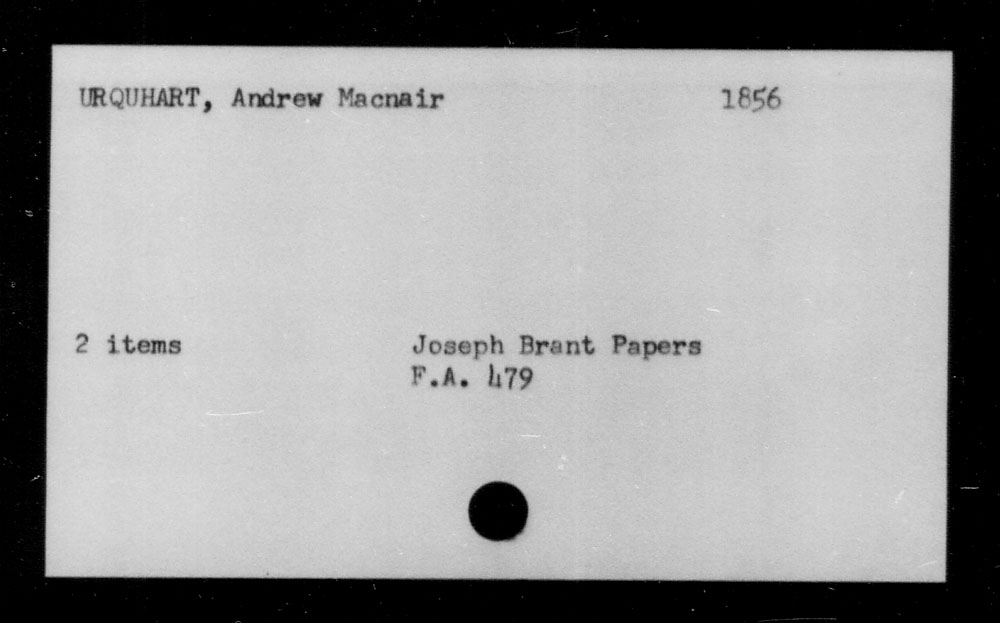 URQUHART, Andrew Macnair 1856
2 items Joseph Brant Papers
F.A. 479